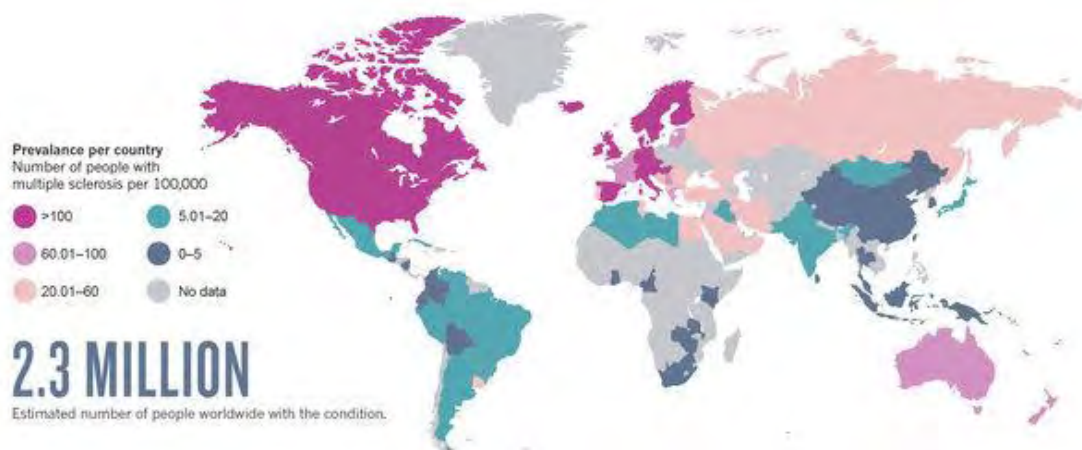 Prevalance per country
Number of people with
multiple sclerosis per 100,000
>100
5.01–20
60.01–100
0–5
20.01–60
No data
2.3 MILLION
Estimated number of people worldwide with the condition.